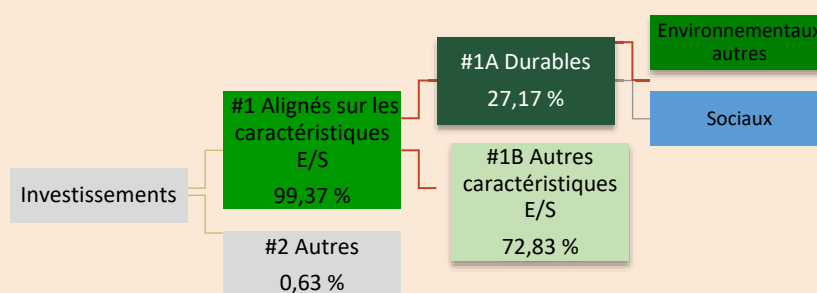 Environnementaux
autres
#1A Durables
27,17 %
Sociaux
#1 Alignés sur les
caractéristiques
E/S
99,37 %
#1B Autres
caractéristiques
E/S
72,83 %
Investissements
#2 Autres
0,63 %